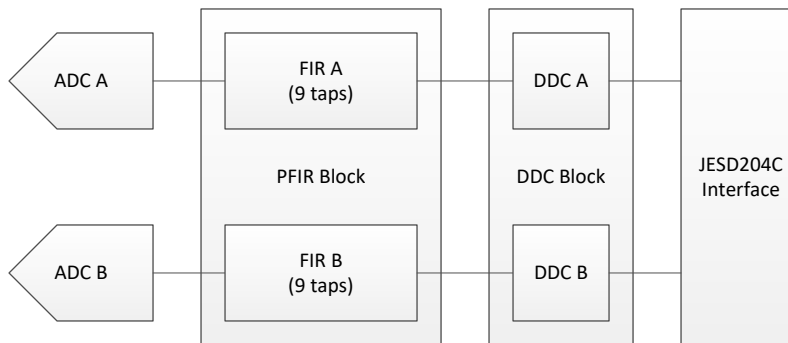 ADC A
FIR A
(9 taps)
DDC A
PFIR Block
DDC Block
JESD204C
Interface
ADC B
FIR B
(9 taps)
DDC B